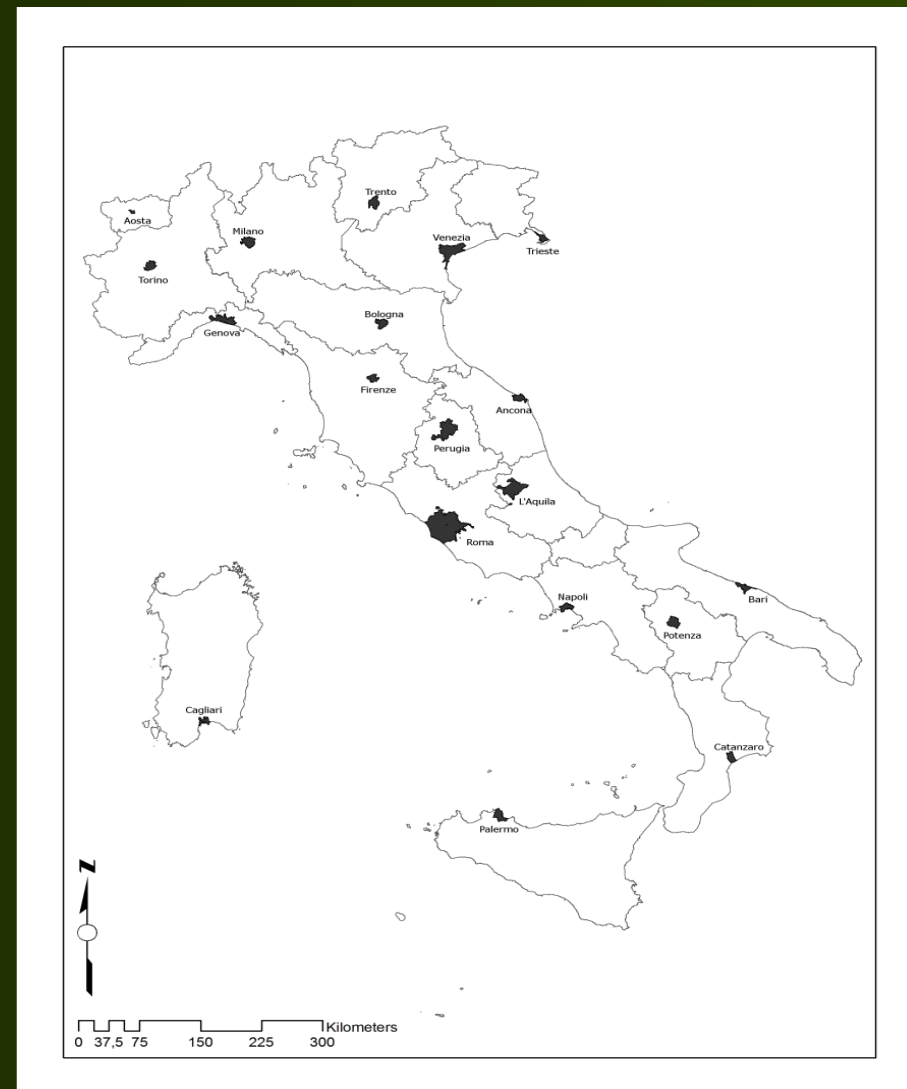 Trento
Aosta
Milano
Venezia
Trieste
Torino
Bologna
Genova
Firenze
Ancona
Perugia
L'Aquila
Roma
Napoli
Bari
Potenza
Cagliari
Catanzaro
Palermo
N
Kilometers
0 37,5 75 150 225 300